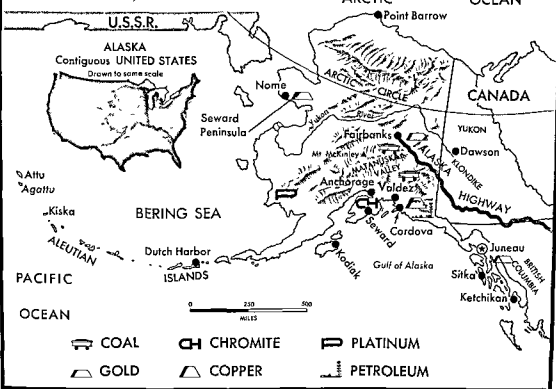 ARCTIC OCEAN
U.S.S.R.
Point Barrow
ALASKA
Contiguous UNITED STATES
Drawn to same scale
ARCTIC CIRCLE
CANADA
Nome
Seward
Peninsula
Yukon River
Fairbanks
YUKON
Dawson
Mt McKinley
MATANUSKA
VALLEY
ALASKA HIGHWAY
KLONDIKE
Attu
Agattu
Anchorage
Valdez
Kiska
BERING SEA
CH
Seward
Cordova
ALEUTIAN
ISLANDS
Dutch Harbor
Kodiak
Gulf of Alaska
Juneau
BRITISH
COLUMBIA
Sitka
Ketchikan
PACIFIC
OCEAN
0 250 500
MILES
COAL CH CHROMITE PLATINUM
GOLD COPPER PETROLEUM